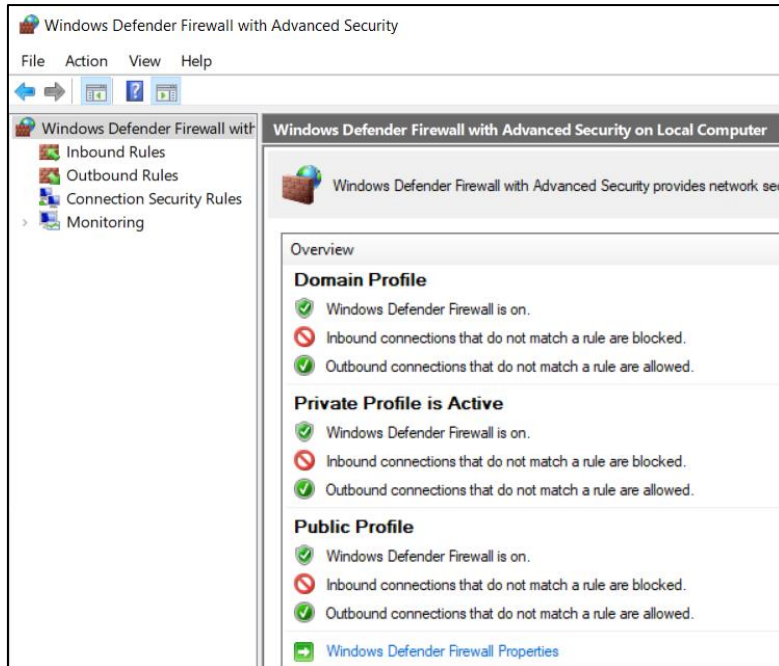 Windows Defender Firewall with Advanced Security
File Action View Help
Windows Defender Firewall with
Inbound Rules
Outbound Rules
Connection Security Rules
Monitoring
Windows Defender Firewall with Advanced Security on Local Computer
Windows Defender Firewall with Advanced Security provides network sec
Overview
Domain Profile
Windows Defender Firewall is on.
Inbound connections that do not match a rule are blocked.
Outbound connections that do not match a rule are allowed.
Private Profile is Active
Windows Defender Firewall is on.
Inbound connections that do not match a rule are blocked.
Outbound connections that do not match a rule are allowed.
Public Profile
Windows Defender Firewall is on.
Inbound connections that do not match a rule are blocked.
Outbound connections that do not match a rule are allowed.
Windows Defender Firewall Properties